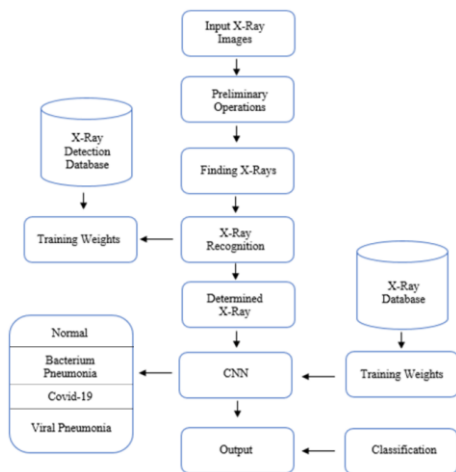 Input X-Ray
Images
Preliminary
Operations
X-Ray
Detection
Database
Finding X-Rays
Training Weights
X-Ray
Recognition
Determined
X-Ray
X-Ray
Database
Normal
Bacterium
Pneumonia
Covid-19
Viral Pneumonia
CNN
Training Weights
Output
Classification